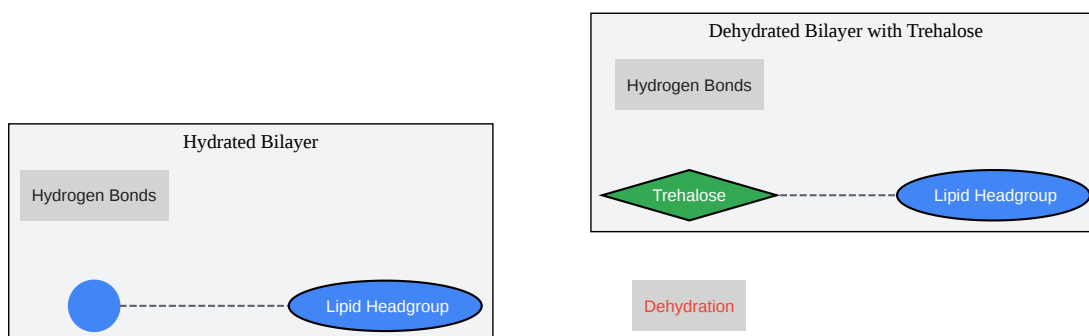 Hydrated Bilayer
Hydrogen Bonds
Lipid Headgroup
Dehydrated Bilayer with Trehalose
Hydrogen Bonds
Trehalose
Lipid Headgroup
Dehydration